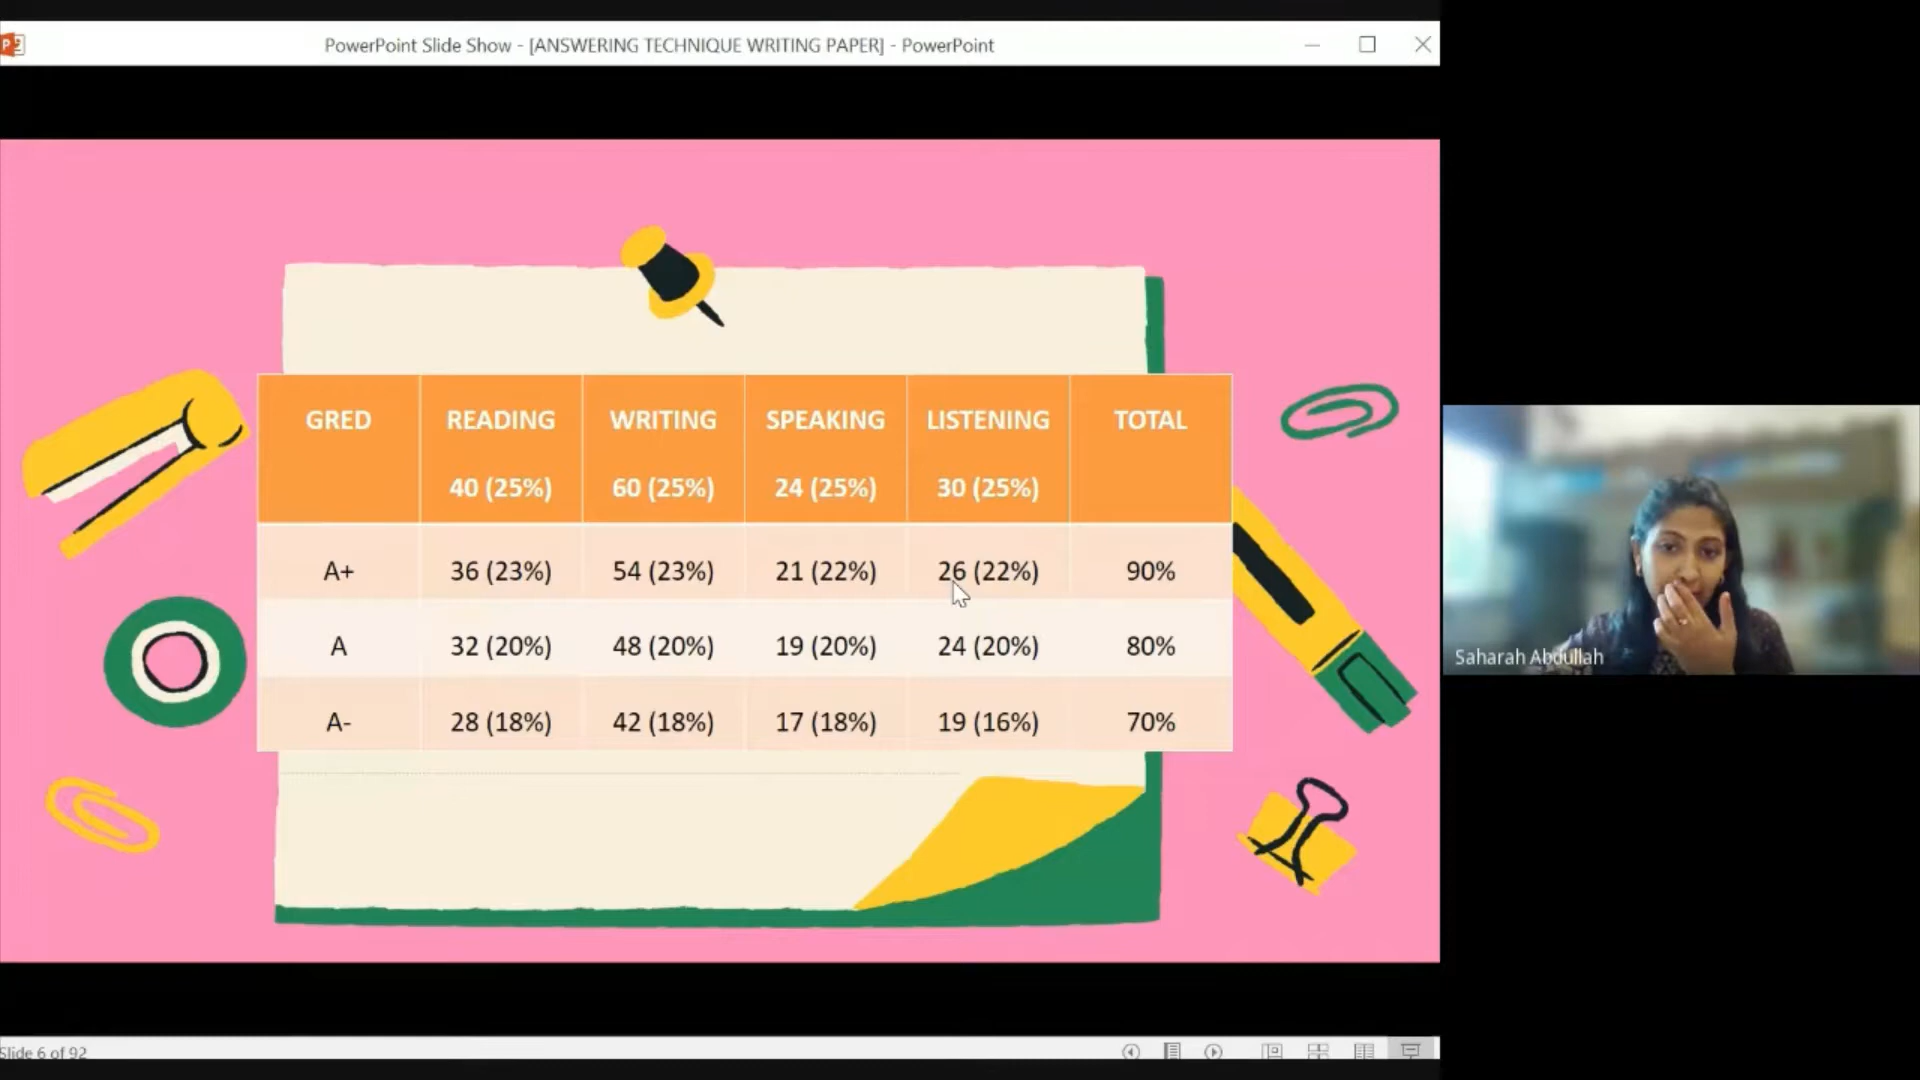 PowerPoint Slide Show - [ANSWERING TECHNIQUE WRITING PAPER] - PowerPoint
GRED READING WRITING SPEAKING LISTENING TOTAL
40 (25%) 60 (25%) 24 (25%) 30 (25%)
A+ 36 (23%) 54 (23%) 21 (22%) 26 (22%) 90%
A 32 (20%) 48 (20%) 19 (20%) 24 (20%) 80%
A- 28 (18%) 42 (18%) 17 (18%) 19 (16%) 70%
Saharah Abdullah
Slide 6 of 92